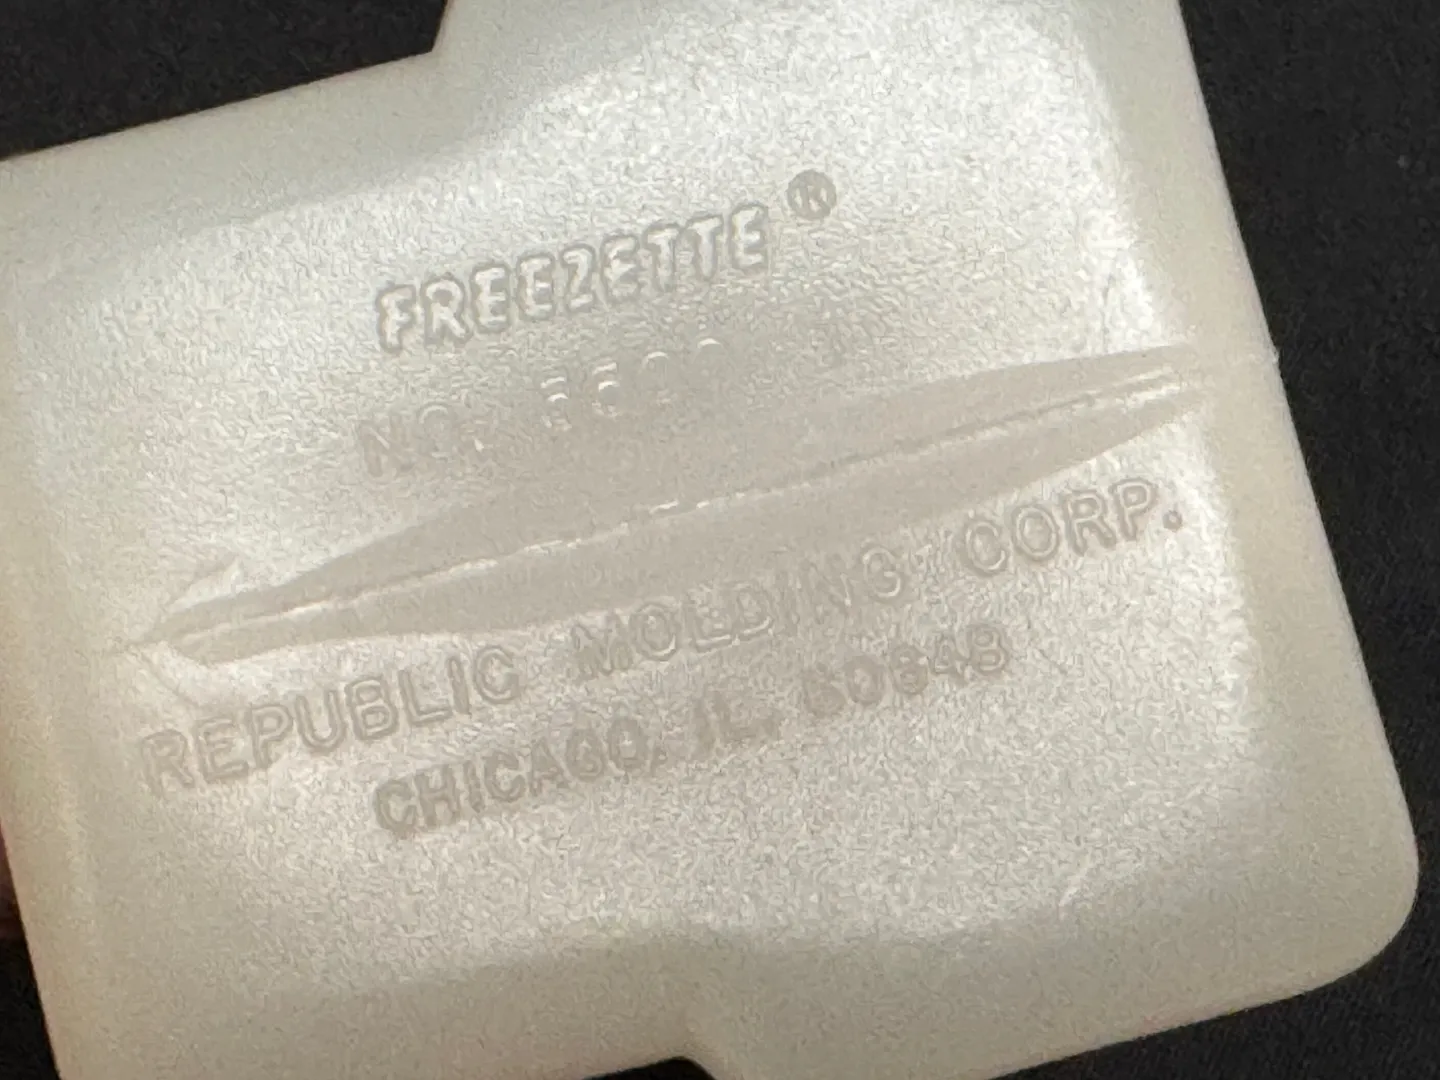 FREEZETTE ®
NO.
REPUBLIC MOLDING CORP.
CHICAGO, IL. 60648